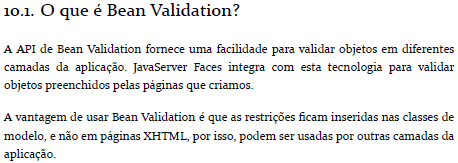 10.1. O que é Bean Validation?
A API de Bean Validation fornece uma facilidade para validar objetos em diferentes
camadas da aplicação. JavaServer Faces integra com esta tecnologia para validar
objetos preenchidos pelas páginas que criamos.
A vantagem de usar Bean Validation é que as restrições ficam inseridas nas classes de
modelo, e não em páginas XHTML, por isso, podem ser usadas por outras camadas da
aplicação.